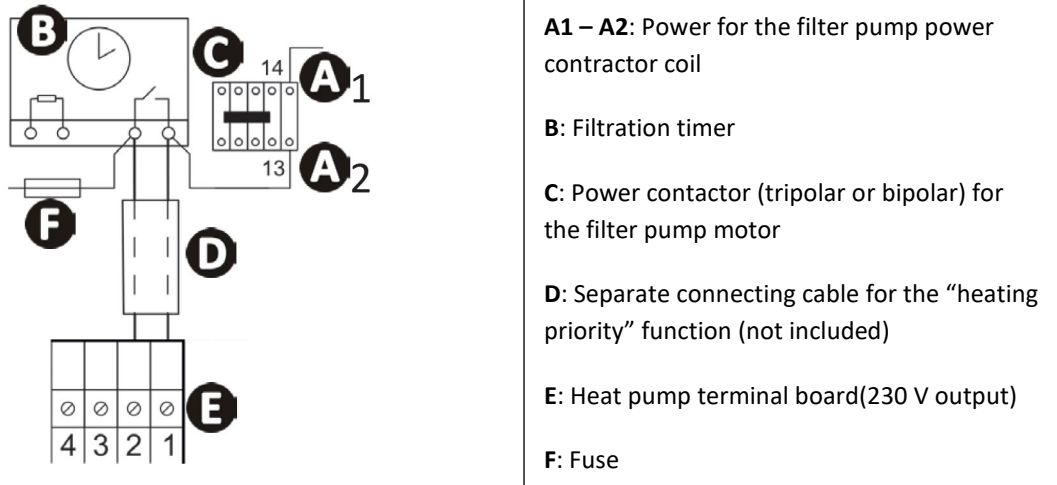 B
C
14
A1
13
A2
F
D
E
4 3 2 1
A1 – A2: Power for the filter pump power
contractor coil
B: Filtration timer
C: Power contactor (tripolar or bipolar) for
the filter pump motor
D: Separate connecting cable for the “heating
priority” function (not included)
E: Heat pump terminal board(230 V output)
F: Fuse